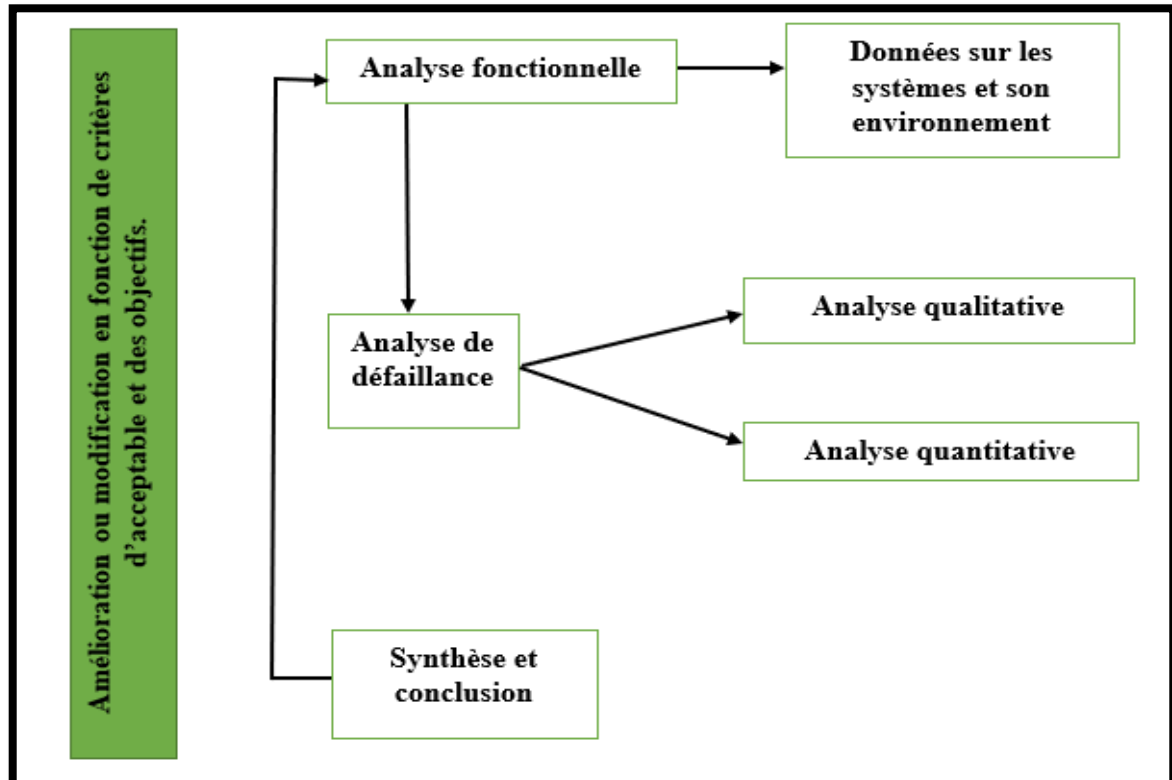 Amélioration ou modification en fonction de critères
d’acceptable et des objectifs.
Analyse fonctionnelle
Données sur les
systèmes et son
environnement
Analyse de
défaillance
Analyse qualitative
Analyse quantitative
Synthèse et
conclusion